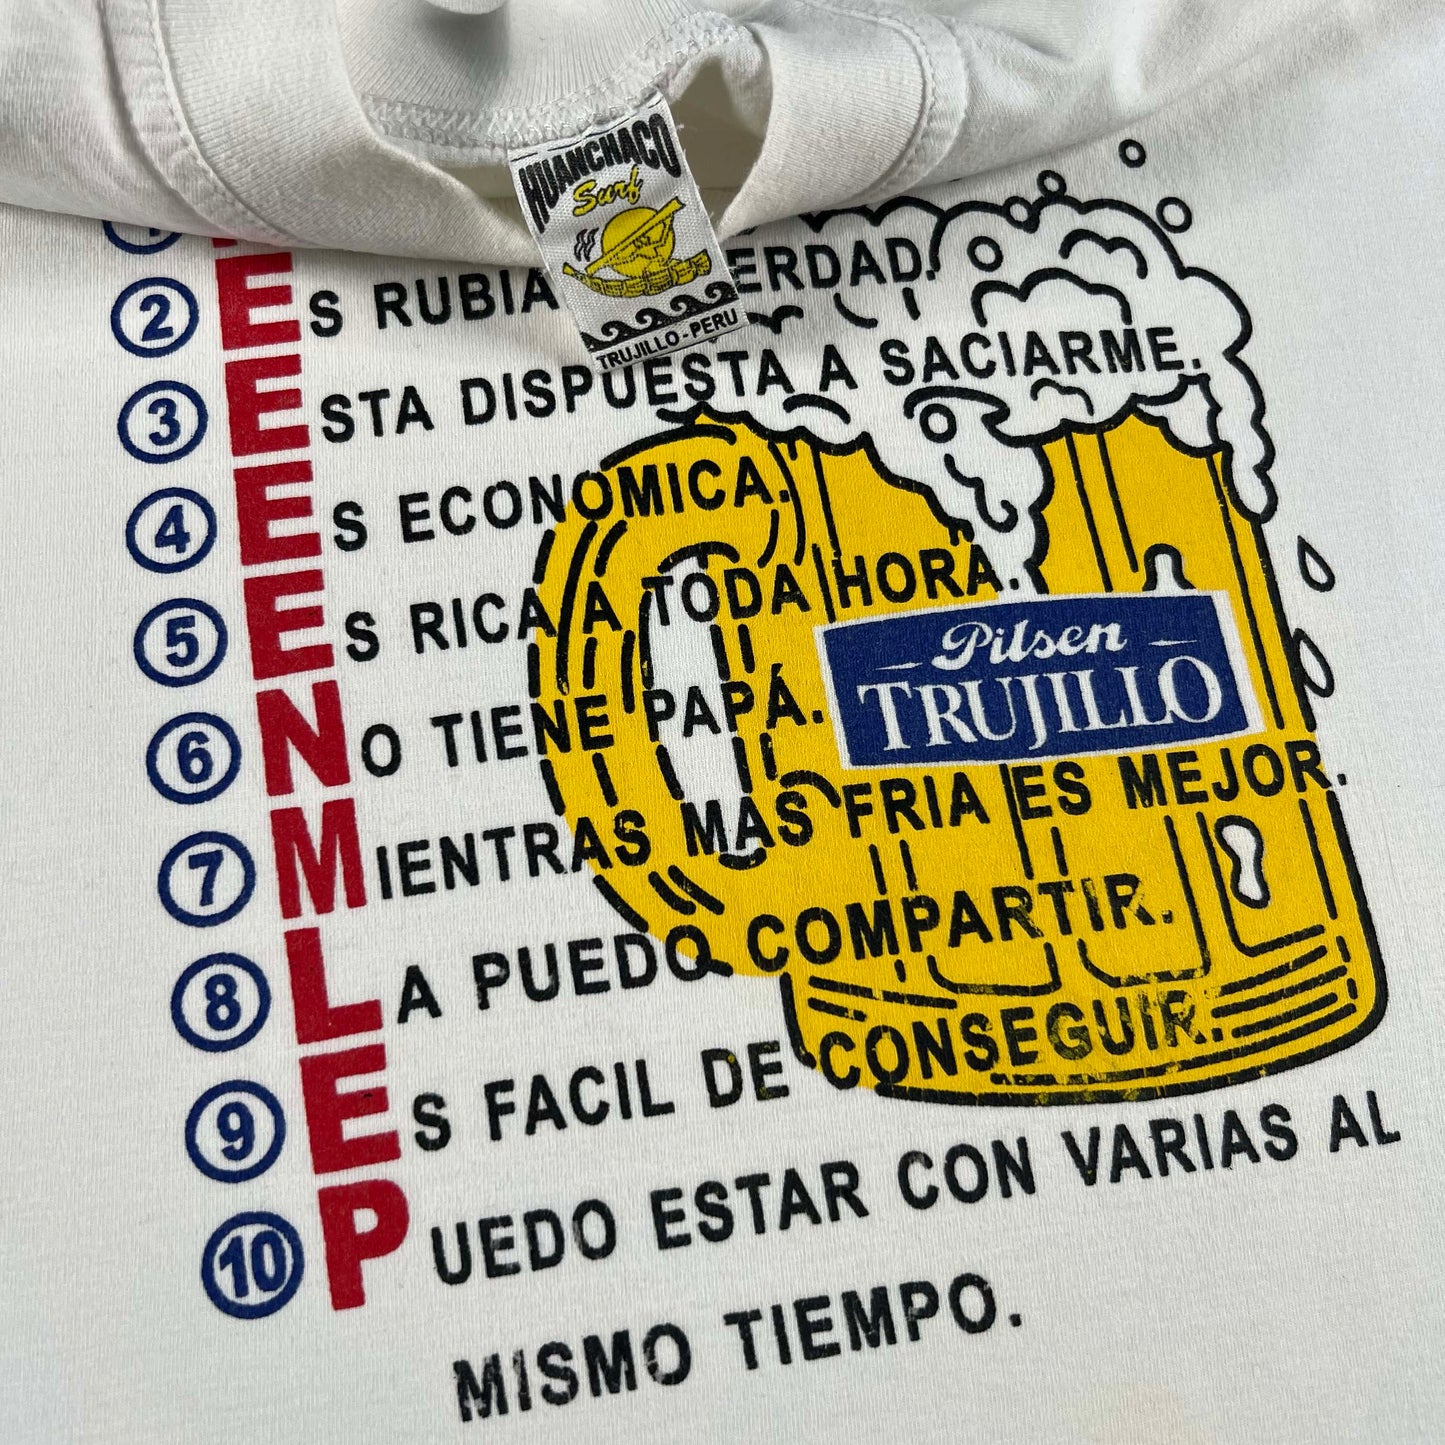 HUANCHACO
Surf
TRUJILLO - PERU
2 ES RUBIA ERDAD.
3 ESTA DISPUESTA A SACIARME.
4 ES ECONOMICA.
5 ES RICA A TODA HORA.
6 NO TIENE PAPÁ.
Pilsen
TRUJILLO
7 MIENTRAS MAS FRIA ES MEJOR.
8 LA PUEDO COMPARTIR.
9 ES FACIL DE CONSEGUIR.
10 PUEDO ESTAR CON VARIAS AL
MISMO TIEMPO.